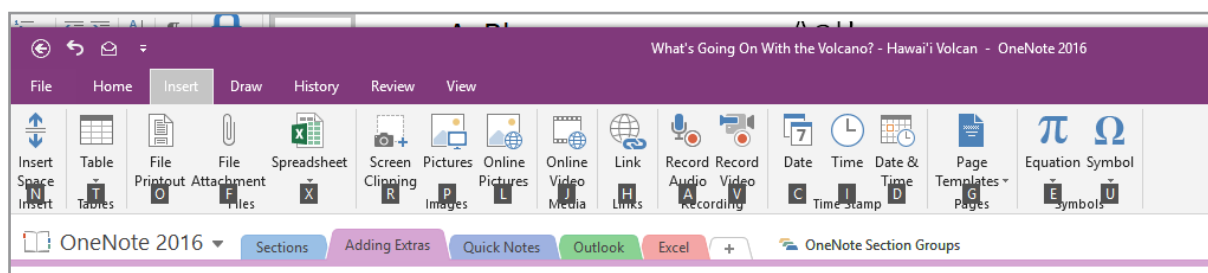 What's Going On With the Volcano? - Hawai'i Volcan - OneNote 2016
File Home Insert Draw History Review View
Insert Table File File Spreadsheet Screen Pictures Online Online Link Record Record Date Time Date & Page Equation Symbol
Space Printout Attachment Clipping Pictures Video Audio Video Time Templates
N T O F X R P L J H A V C I D G E U
Insert Tables Files Images Media Links Recording Time Stamp Pages Symbols
OneNote 2016 Sections Adding Extras Quick Notes Outlook Excel + OneNote Section Groups